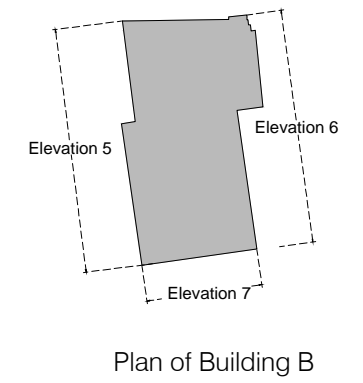 Elevation 6
Elevation 5
Elevation 7
Plan of Building B